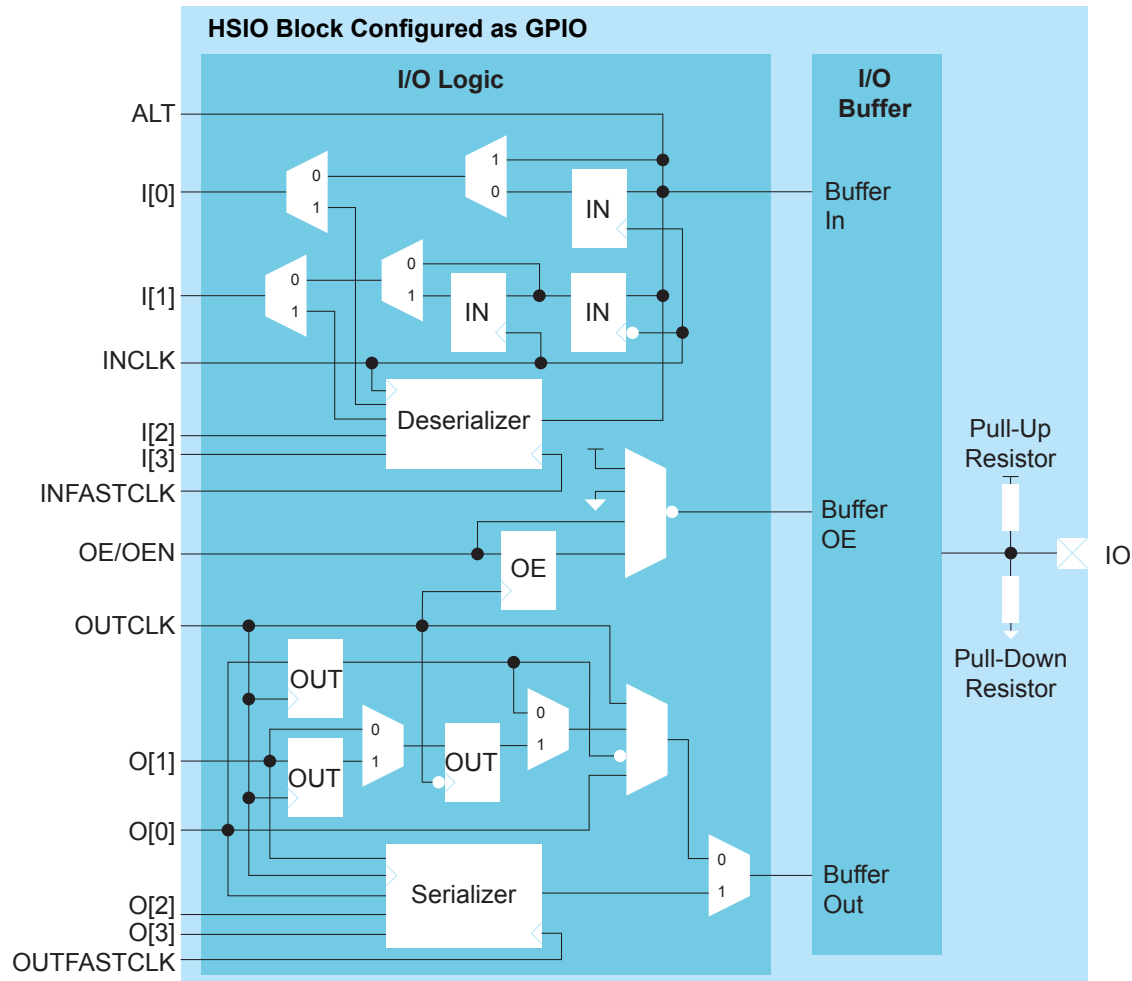 HSIO Block Configured as GPIO
I/O Logic
I/O
Buffer
ALT
I[0]
0
1
1
0
IN
Buffer
In
I[1]
0
1
0
1
IN
IN
INCLK
Deserializer
I[2]
I[3]
INFASTCLK
Pull-Up
Resistor
Buffer
OE
OE/OEN
OE
IO
OUTCLK
Pull-Down
Resistor
OUT
0
1
0
1
O[1]
OUT
OUT
O[0]
0
1
Serializer
Buffer
Out
O[2]
O[3]
OUTFASTCLK